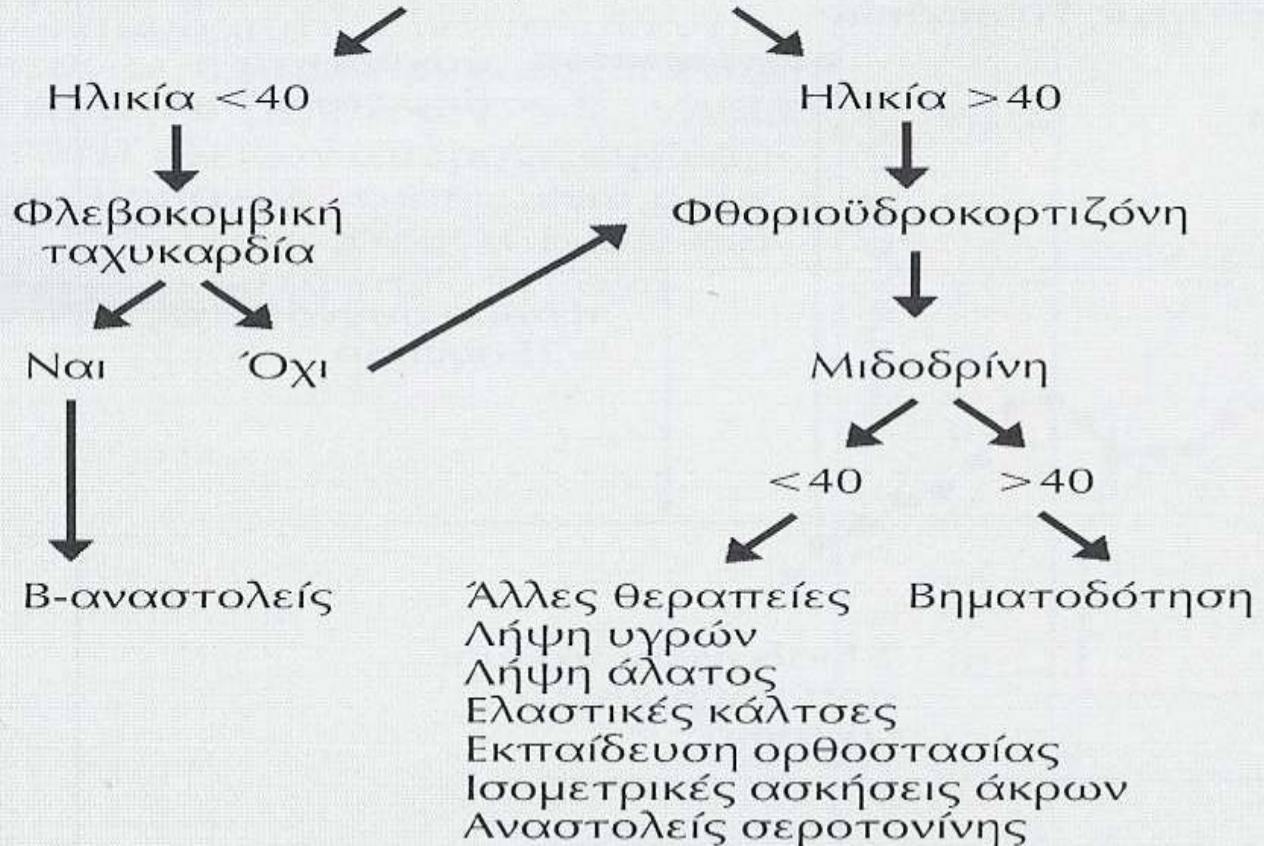 Ηλικία <40
Ηλικία >40
Φλεβοκομβική
ταχυκαρδία
Φθοριοϋδροκορτιζόνη
Ναι
Όχι
Μιδοδρίνη
<40
>40
Β-αναστολείς
Άλλες θεραπείες
Λήψη υγρών
Λήψη άλατος
Ελαστικές κάλτσες
Εκπαίδευση ορθοστασίας
Ισομετρικές ασκήσεις άκρων
Αναστολείς σεροτονίνης
Βηματοδότηση